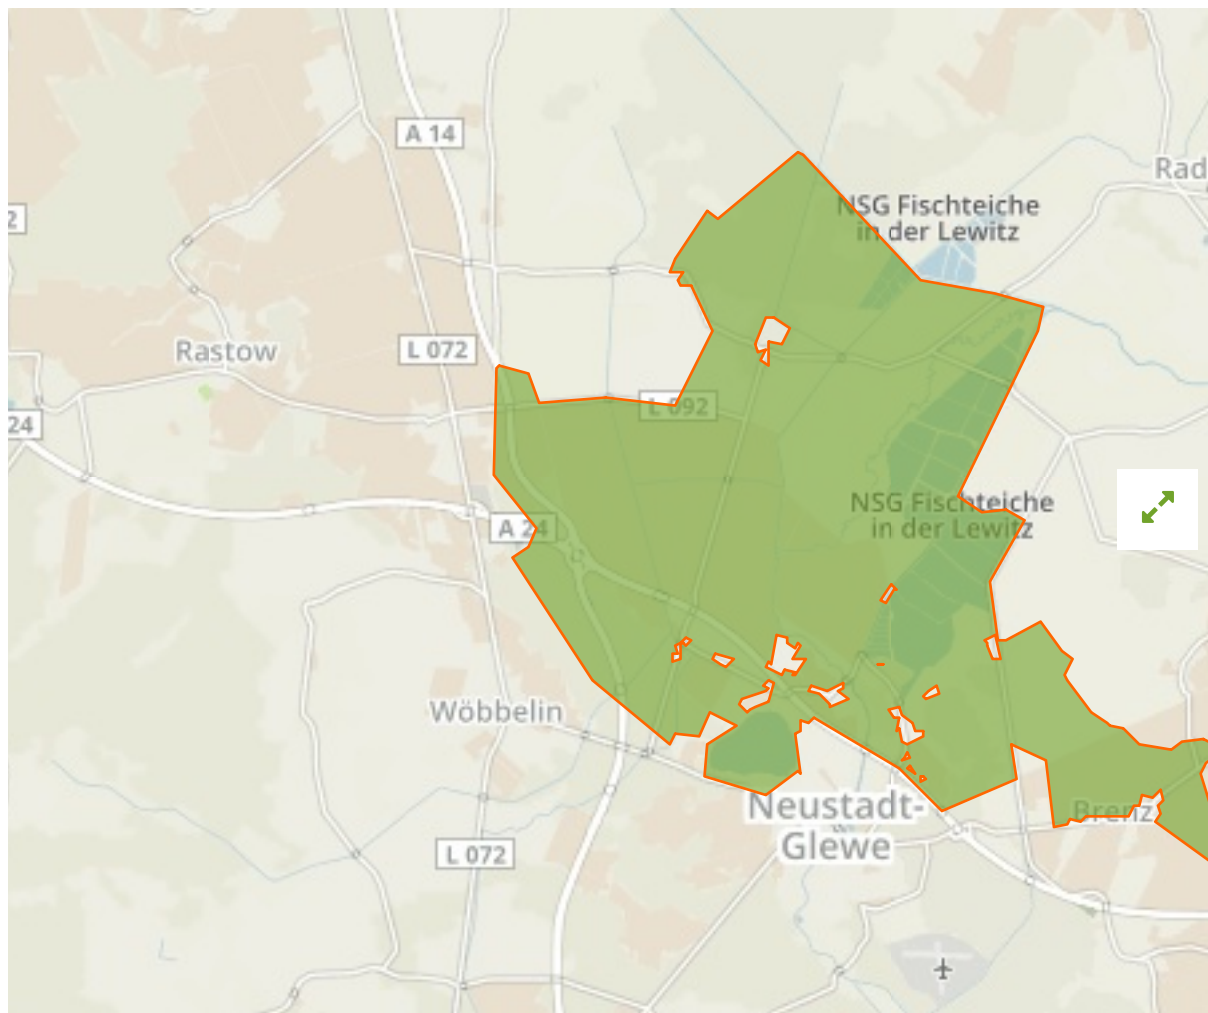 A 14
Rad
2
NSG Fischteiche
in der Lewitz
Rastow
L 072
L 092
24
NSG Fischteiche
in der Lewitz
A 24
Wöbbelin
Neustadt-
Glewe
Brenz
L 072